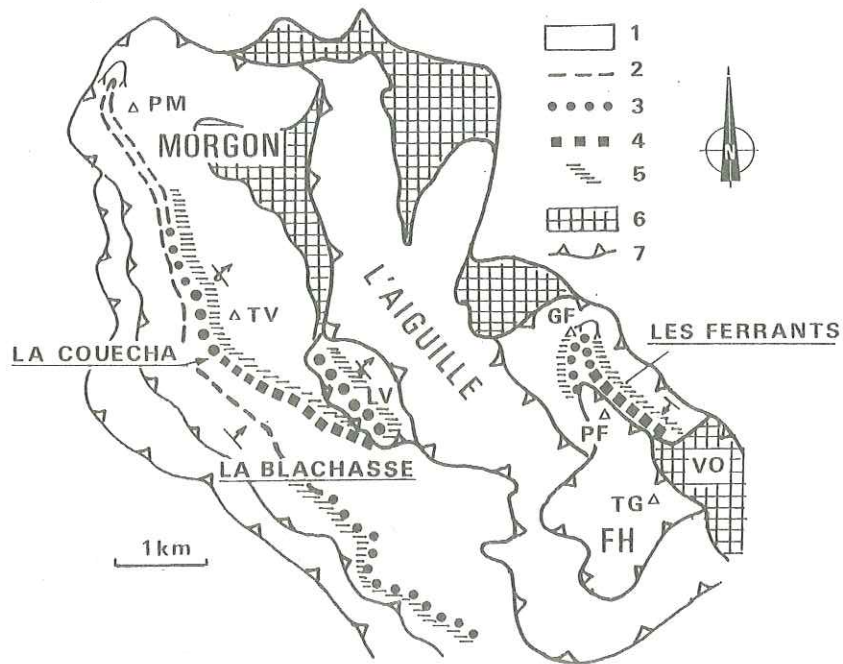 1
2
3
4
5
6
7
N
PM
MORGON
TV
LA COUECHA
L'AIGUILLE
GF
LES FERRANTS
LV
PF
LA BLACHASSE
VO
TG
FH
1km